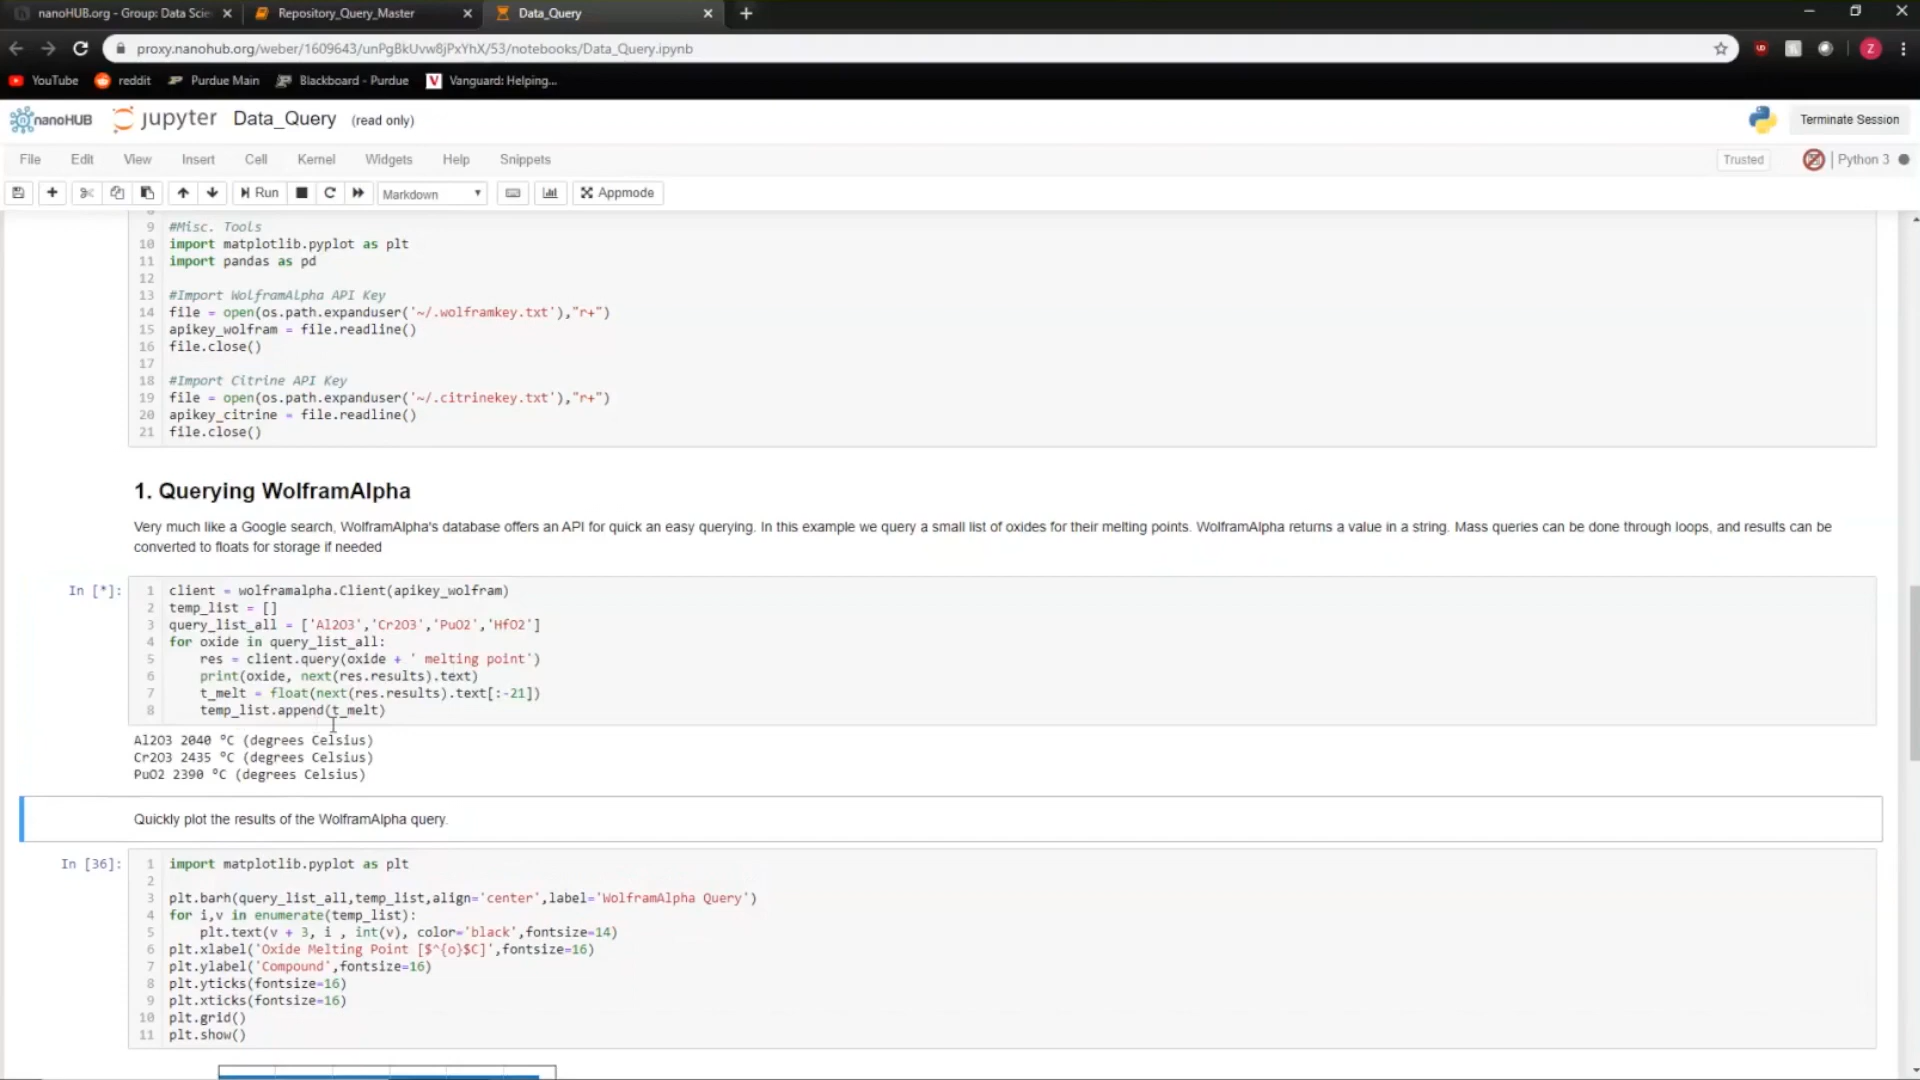 nanoHUB.org - Group: Data Scie
Repository_Query_Master
Data_Query
proxy.nanohub.org/weber/1609643/unPgBkUvw8jPxYhX/53/notebooks/Data_Query.ipynb
YouTube reddit Purdue Main Blackboard - Purdue Vanguard: Helping...
nanoHUB jupyter Data_Query (read only) Terminate Session
File Edit View Insert Cell Kernel Widgets Help Snippets Trusted Python 3
Run Markdown Appmode
8
9 #Misc. Tools
10 import matplotlib.pyplot as plt
11 import pandas as pd
12
13 #Import WolframAlpha API Key
14 file = open(os.path.expanduser('~/.wolframkey.txt'),"r+")
15 apikey_wolfram = file.readline()
16 file.close()
17
18 #Import Citrine API Key
19 file = open(os.path.expanduser('~/.citrinekey.txt'),"r+")
20 apikey_citrine = file.readline()
21 file.close()
1. Querying WolframAlpha
Very much like a Google search, WolframAlpha's database offers an API for quick an easy querying. In this example we query a small list of oxides for their melting points. WolframAlpha returns a value in a string. Mass queries can be done through loops, and results can be
converted to floats for storage if needed
In [*]: 1 client = wolframalpha.Client(apikey_wolfram)
2 temp_list = []
3 query_list_all = ['Al2O3','Cr2O3','PuO2','HfO2']
4 for oxide in query_list_all:
5 res = client.query(oxide + ' melting point')
6 print(oxide, next(res.results).text)
7 t_melt = float(next(res.results).text[:-21])
8 temp_list.append(t_melt)
Al2O3 2040 °C (degrees Celsius)
Cr2O3 2435 °C (degrees Celsius)
PuO2 2390 °C (degrees Celsius)
Quickly plot the results of the WolframAlpha query.
In [36]: 1 import matplotlib.pyplot as plt
2
3 plt.barh(query_list_all,temp_list,align='center',label='WolframAlpha Query')
4 for i,v in enumerate(temp_list):
5 plt.text(v + 3, i , int(v), color='black',fontsize=14)
6 plt.xlabel('Oxide Melting Point [$^{o}$C]',fontsize=16)
7 plt.ylabel('Compound',fontsize=16)
8 plt.yticks(fontsize=16)
9 plt.xticks(fontsize=16)
10 plt.grid()
11 plt.show()